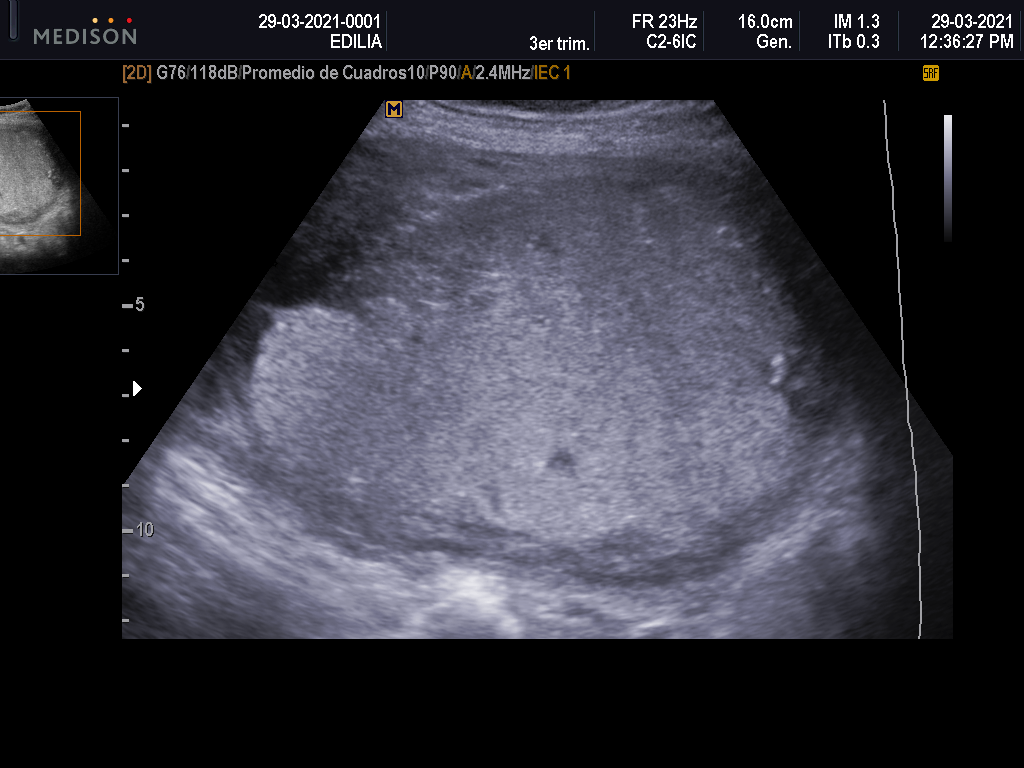 MEDISON
29-03-2021-0001
EDILIA
3er trim.
FR 23Hz
C2-6IC
16.0cm
Gen.
IM 1.3
ITb 0.3
29-03-2021
12:36:27 PM
[2D] G76/118dB/Promedio de Cuadros10/P90/A/2.4MHz/IEC 1
SRF
M
5
10